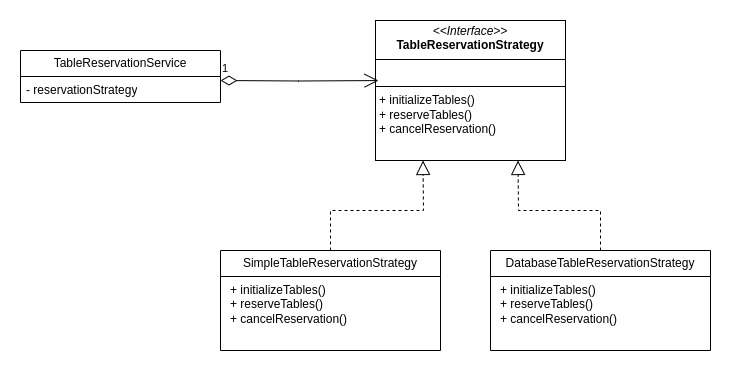 <<Interface>>
TableReservationStrategy
TableReservationService
1
- reservationStrategy
+ initializeTables()
+ reserveTables()
+ cancelReservation()
SimpleTableReservationStrategy
+ initializeTables()
+ reserveTables()
+ cancelReservation()
DatabaseTableReservationStrategy
+ initializeTables()
+ reserveTables()
+ cancelReservation()